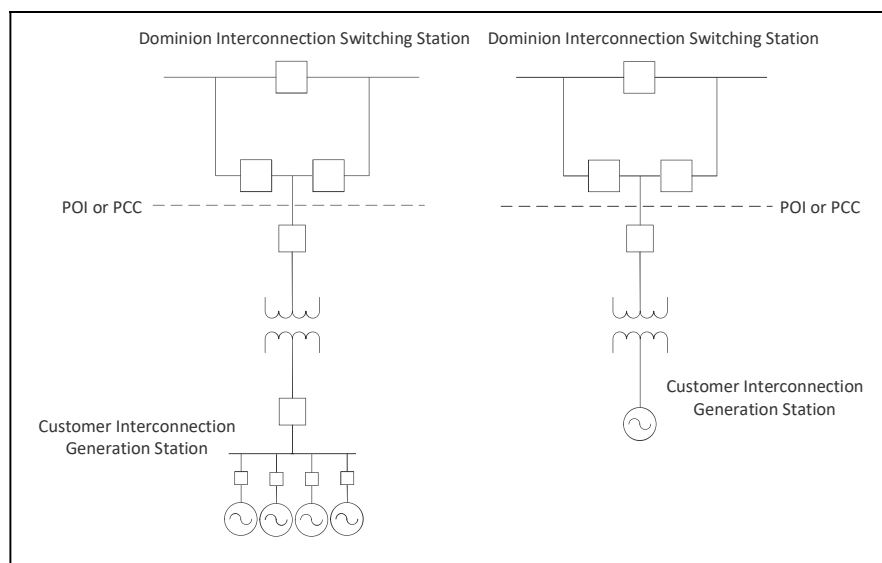 Dominion Interconnection Switching Station
Dominion Interconnection Switching Station
POI or PCC
POI or PCC
Customer Interconnection
Generation Station
Customer Interconnection
Generation Station